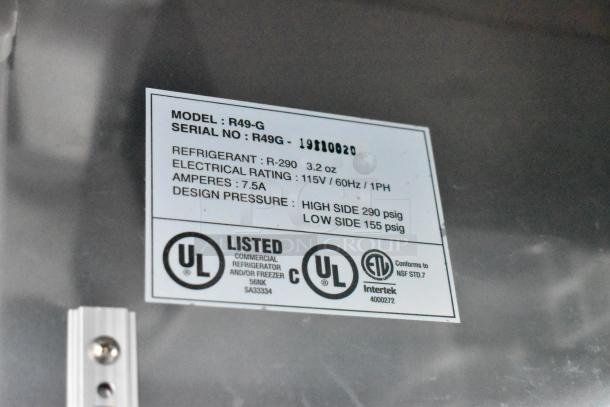 MODEL : R49-G
SERIAL NO : R49G - 19110020
REFRIGERANT : R-290 3.2 oz
ELECTRICAL RATING : 115V / 60Hz / 1PH
AMPERES : 7.5A
DESIGN PRESSURE : HIGH SIDE 290 psig
LOW SIDE 155 psig
AUCTION GROUP
UL ®
LISTED
COMMERCIAL
REFRIGERATOR
AND/OR FREEZER
56NK
SA33334
C UL ®
ETL
Intertek
4000272
Conforms to
NSF STD.7